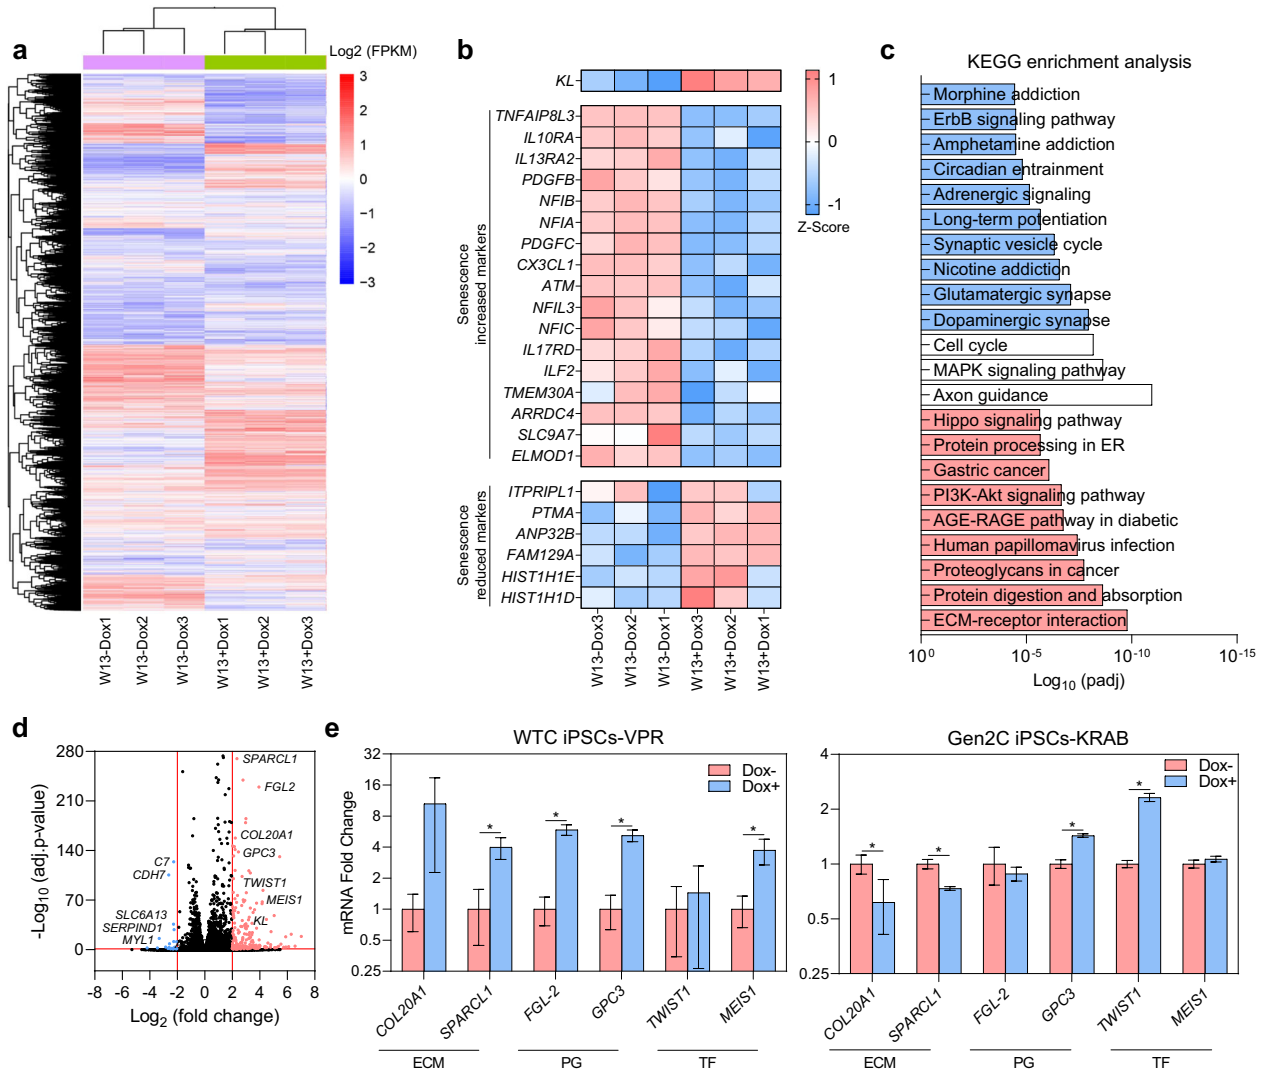 a
Log2 (FPKM)
3
2
1
0
−1
−2
−3
W13-Dox1
W13-Dox2
W13-Dox3
W13+Dox1
W13+Dox2
W13+Dox3
b
KL
TNFAIP8L3
IL10RA
IL13RA2
PDGFB
NFIB
NFIA
PDGFC
CX3CL1
ATM
NFIL3
NFIC
IL17RD
ILF2
TMEM30A
ARRDC4
SLC9A7
ELMOD1
Senescence
increased markers
ITPRIPL1
PTMA
ANP32B
FAM129A
HIST1H1E
HIST1H1D
Senescence
reduced markers
W13-Dox3
W13-Dox2
W13-Dox1
W13+Dox3
W13+Dox2
W13+Dox1
1
0
-1
Z-Score
c
KEGG enrichment analysis
Morphine addiction
ErbB signaling pathway
Amphetamine addiction
Circadian entrainment
Adrenergic signaling
Long-term potentiation
Synaptic vesicle cycle
Nicotine addiction
Glutamatergic synapse
Dopaminergic synapse
Cell cycle
MAPK signaling pathway
Axon guidance
Hippo signaling pathway
Protein processing in ER
Gastric cancer
PI3K-Akt signaling pathway
AGE-RAGE pathway in diabetic
Human papillomavirus infection
Proteoglycans in cancer
Protein digestion and absorption
ECM-receptor interaction
10⁰ 10⁻⁵ 10⁻¹⁰ 10⁻¹⁵
Log₁₀ (padj)
d
-Log₁₀ (adj.p-value)
280
210
140
70
0
SPARCL1
FGL2
COL20A1
GPC3
C7
CDH7
TWIST1
MEIS1
SLC6A13
KL
SERPIND1
MYL1
-8 -6 -4 -2 0 2 4 6 8
Log₂ (fold change)
e
WTC iPSCs-VPR
mRNA Fold Change
32
16
8
4
2
1
0.5
0.25
Dox-
Dox+
* * * *
COL20A1
SPARCL1
FGL-2
GPC3
TWIST1
MEIS1
ECM PG TF
Gen2C iPSCs-KRAB
4
2
1
0.5
0.25
Dox-
Dox+
* * * *
COL20A1
SPARCL1
FGL-2
GPC3
TWIST1
MEIS1
ECM PG TF